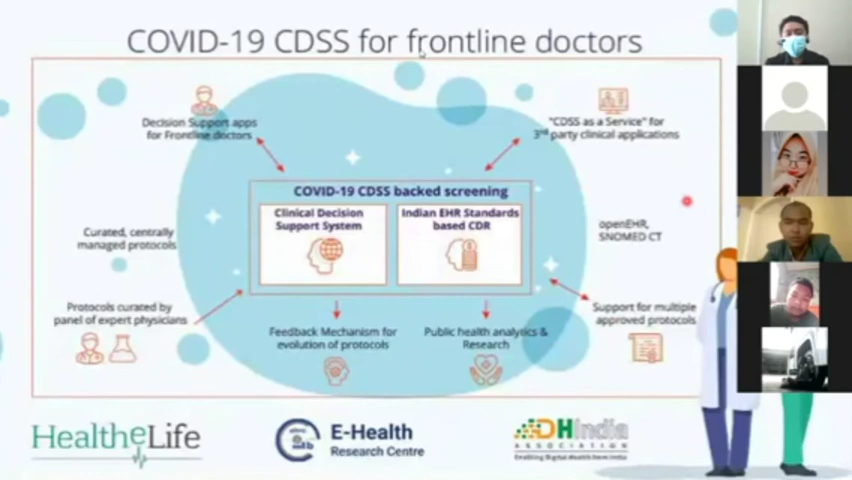 COVID-19 CDSS for frontline doctors
Decision Support apps
for Frontline doctors
"CDSS as a Service" for
3rd party clinical applications
COVID-19 CDSS backed screening
Clinical Decision
Support System
Indian EHR Standards
based CDR
Curated, centrally
managed protocols
openEHR,
SNOMED CT
Protocols curated by
panel of expert physicians
Feedback Mechanism for
evolution of protocols
Public health analytics &
Research
Support for multiple
approved protocols
HealtheLife
E-Health
Research Centre
ADHIndia
ASSOCIATION
Enabling Digital Health from India